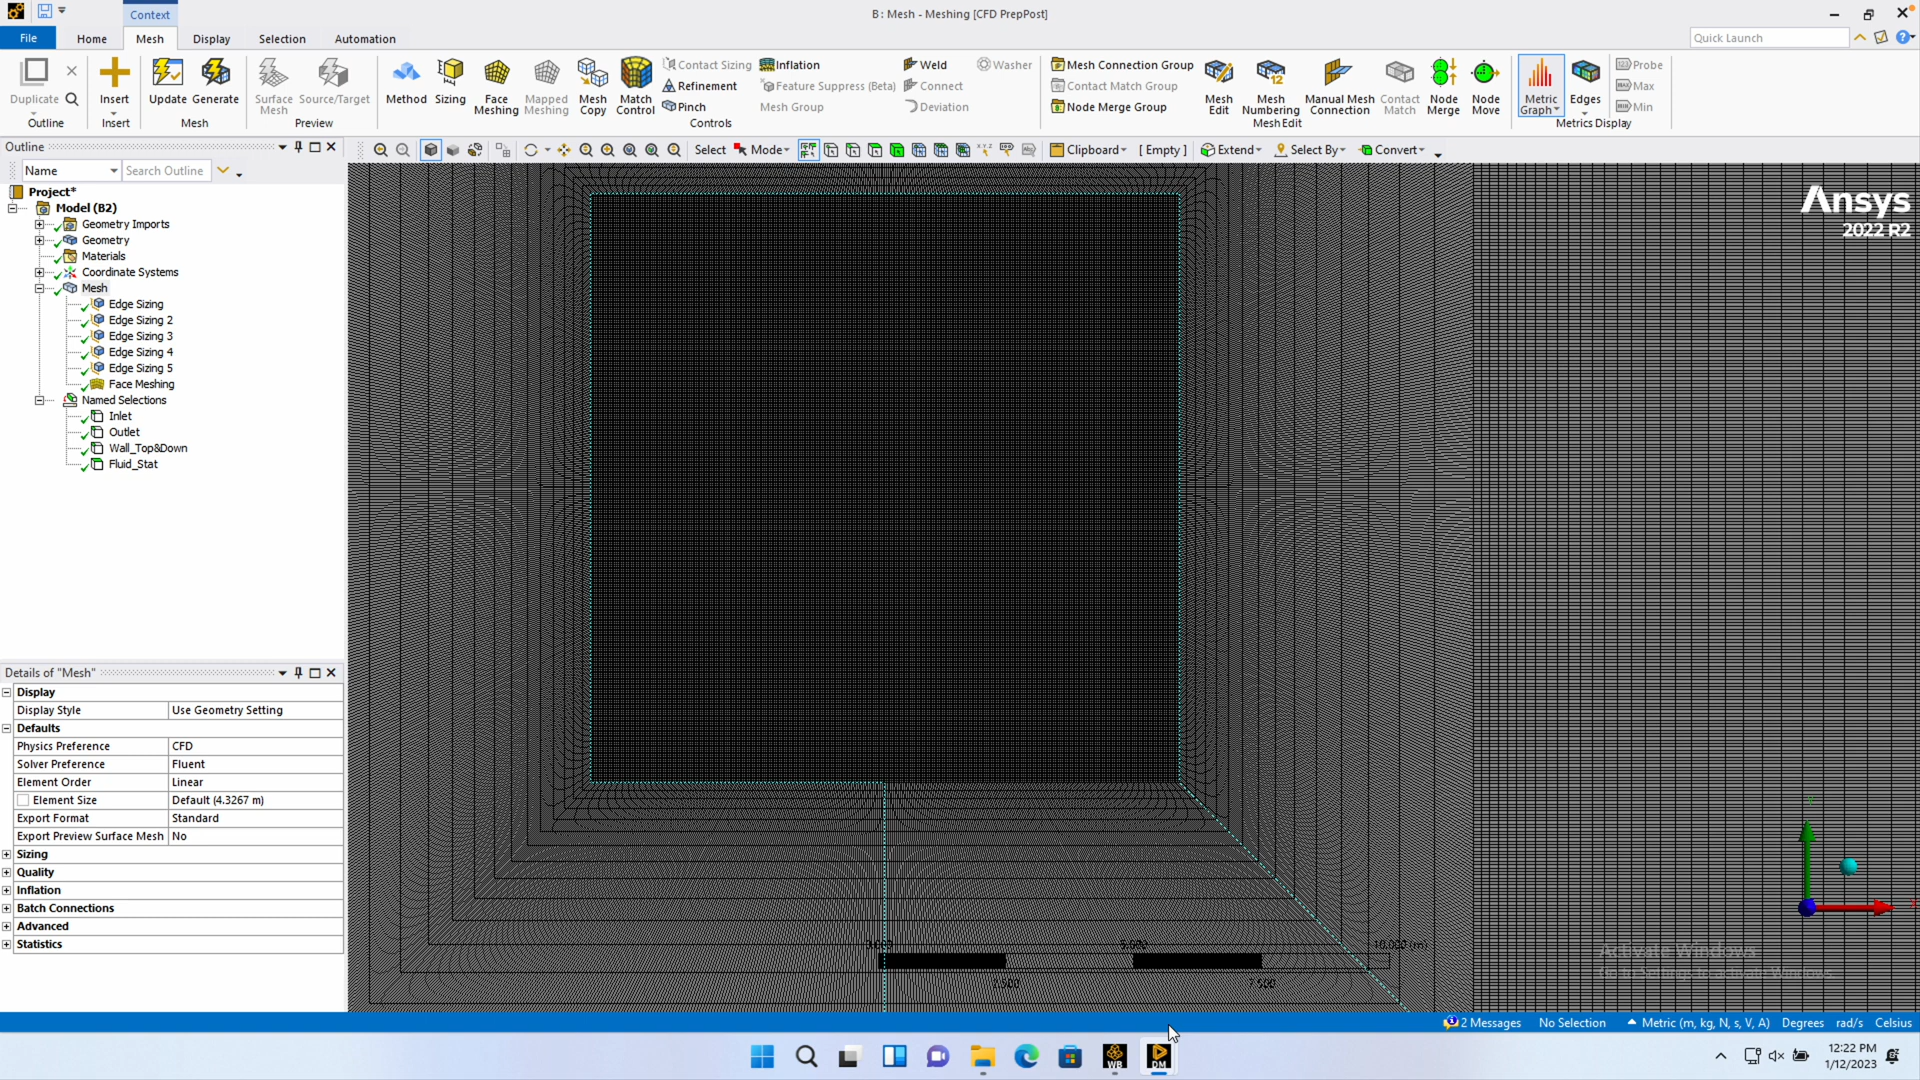 Context
B : Mesh - Meshing [CFD PrepPost]
File
Home
Mesh
Display
Selection
Automation
Quick Launch
Duplicate
Outline
Insert
Insert
Update
Generate
Mesh
Surface Mesh
Source/Target
Preview
Method
Sizing
Face Meshing
Mapped Meshing
Mesh Copy
Match Control
Contact Sizing
Refinement
Pinch
Inflation
Feature Suppress (Beta)
Mesh Group
Weld
Connect
Deviation
Washer
Controls
Mesh Connection Group
Contact Match Group
Node Merge Group
Mesh Edit
Mesh Numbering
Manual Mesh Connection
Contact Match
Node Merge
Node Move
Mesh Edit
Metric Graph
Edges
Probe
Max
Min
Metrics Display
Outline
Select
Mode
Clipboard
[ Empty ]
Extend
Select By
Convert
Name
Search Outline
Project*
Model (B2)
Geometry Imports
Geometry
Materials
Coordinate Systems
Mesh
Edge Sizing
Edge Sizing 2
Edge Sizing 3
Edge Sizing 4
Edge Sizing 5
Face Meshing
Named Selections
Inlet
Outlet
Wall_Top&Down
Fluid_Stat
Ansys
2022 R2
Details of "Mesh"
Display
Display Style Use Geometry Setting
Defaults
Physics Preference CFD
Solver Preference Fluent
Element Order Linear
Element Size Default (4.3267 m)
Export Format Standard
Export Preview Surface Mesh No
Sizing
Quality
Inflation
Batch Connections
Advanced
Statistics
5.000
10.000 (m)
2.500
7.500
Activate Windows
Go to Settings to activate Windows.
2 Messages
No Selection
Metric (m, kg, N, s, V, A)
Degrees
rad/s
Celsius
WB
DM
12:22 PM
1/12/2023